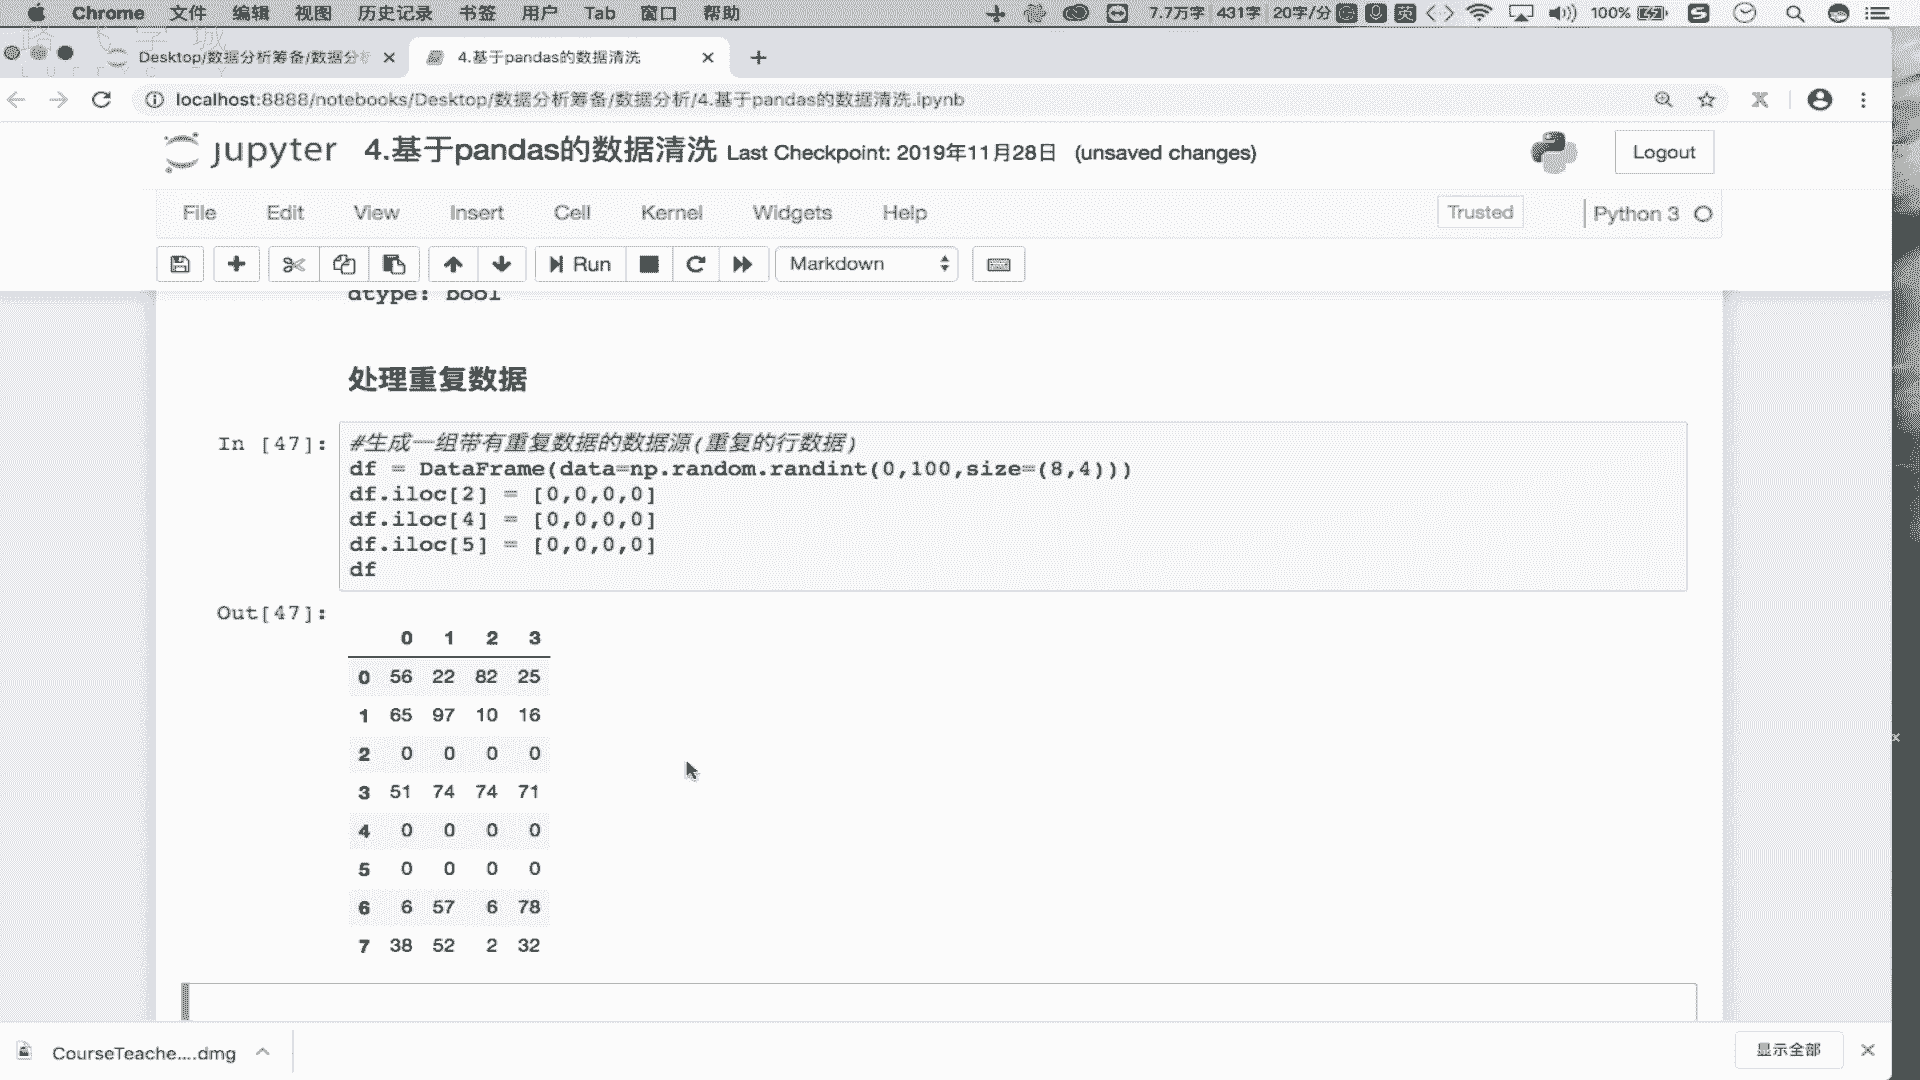 Chrome 文件 编辑 视图 历史记录 书签 用户 Tab 窗口 帮助 7.7万字 431字 20字/分 英 100%
Desktop/数据分析筹备/数据分析 4.基于pandas的数据清洗
localhost:8888/notebooks/Desktop/数据分析筹备/数据分析/4.基于pandas的数据清洗.ipynb
jupyter 4.基于pandas的数据清洗 Last Checkpoint: 2019年11月28日 (unsaved changes) Logout
File Edit View Insert Cell Kernel Widgets Help Trusted Python 3
Run Markdown
dtype: bool
处理重复数据
In [47]: #生成一组带有重复数据的数据源(重复的行数据)
df = DataFrame(data=np.random.randint(0,100,size=(8,4)))
df.iloc[2] = [0,0,0,0]
df.iloc[4] = [0,0,0,0]
df.iloc[5] = [0,0,0,0]
df
Out[47]:
0 1 2 3
0 56 22 82 25
1 65 97 10 16
2 0 0 0 0
3 51 74 74 71
4 0 0 0 0
5 0 0 0 0
6 6 57 6 78
7 38 52 2 32
CourseTeache....dmg 显示全部